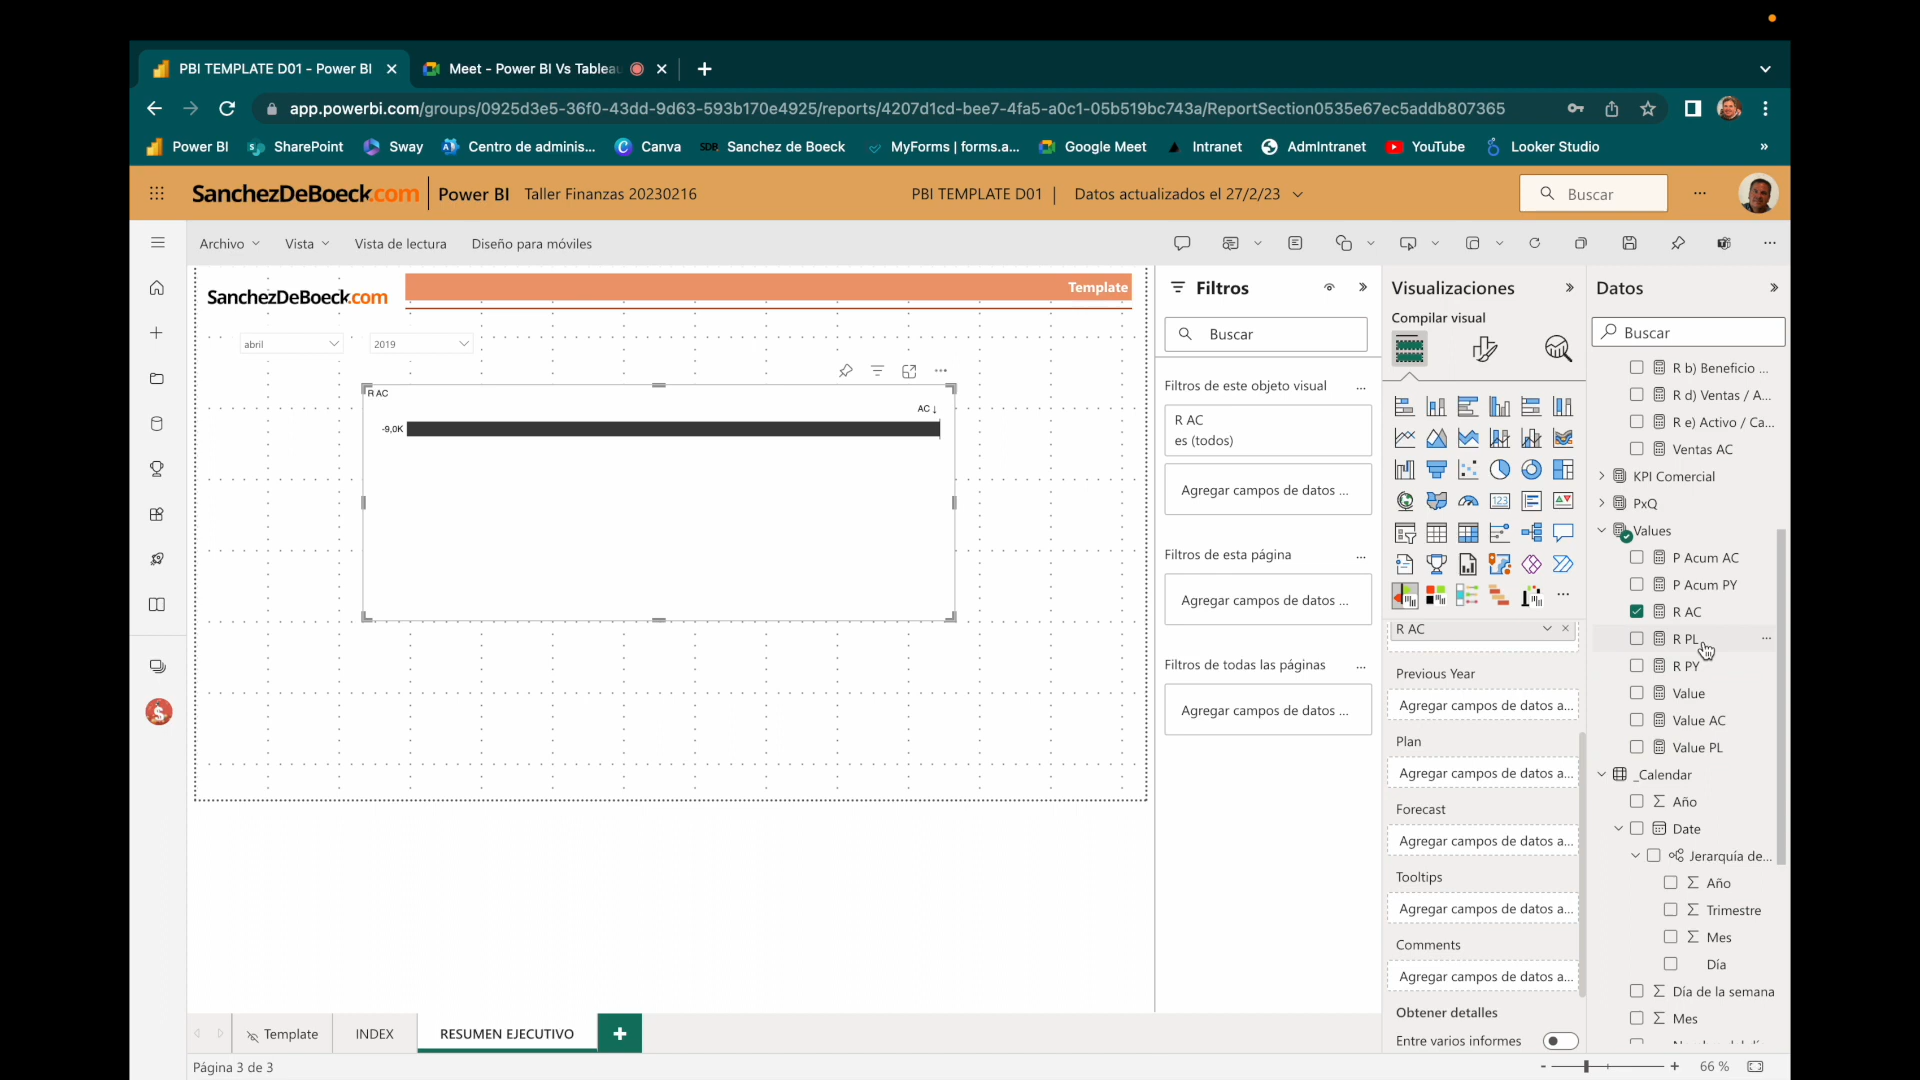 PBI TEMPLATE D01 - Power BI
Meet - Power BI Vs Tableau
app.powerbi.com/groups/0925d3e5-36f0-43dd-9d63-593b170e4925/reports/4207d1cd-bee7-4fa5-a0c1-05b519bc743a/ReportSection0535e67ec5addb807365
Power BI
SharePoint
Sway
Centro de adminis...
Canva
SDB
Sanchez de Boeck
MyForms | forms.a...
Google Meet
Intranet
AdmIntranet
YouTube
Looker Studio
SanchezDeBoeck.com
Power BI
Taller Finanzas 20230216
PBI TEMPLATE D01
Datos actualizados el 27/2/23
Buscar
Archivo
Vista
Vista de lectura
Diseño para móviles
SanchezDeBoeck.com
Template
abril
2019
R AC
AC ↓
-9,0K
Filtros
Buscar
Filtros de este objeto visual
R AC
es (todos)
Agregar campos de datos ...
Filtros de esta página
Agregar campos de datos ...
Filtros de todas las páginas
Agregar campos de datos ...
Visualizaciones
Compilar visual
R AC
Previous Year
Agregar campos de datos a...
Plan
Agregar campos de datos a...
Forecast
Agregar campos de datos a...
Tooltips
Agregar campos de datos a...
Comments
Agregar campos de datos a...
Obtener detalles
Entre varios informes
Datos
Buscar
R b) Beneficio ...
R d) Ventas / A...
R e) Activo / Ca...
Ventas AC
KPI Comercial
PxQ
Values
P Acum AC
P Acum PY
R AC
R PL
R PY
Value
Value AC
Value PL
_Calendar
Año
Date
Jerarquía de...
Año
Trimestre
Mes
Día
Día de la semana
Mes
Template
INDEX
RESUMEN EJECUTIVO
Página 3 de 3
66 %